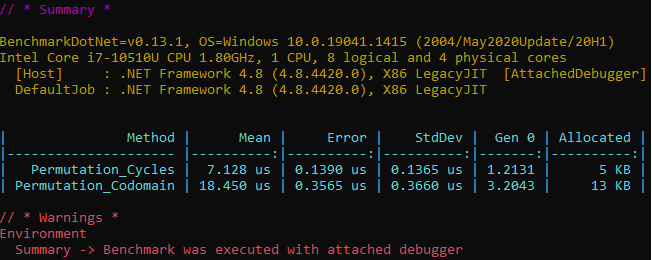 // * Summary *
BenchmarkDotNet=v0.13.1, OS=Windows 10.0.19041.1415 (2004/May2020Update/20H1)
Intel Core i7-10510U CPU 1.80GHz, 1 CPU, 8 logical and 4 physical cores
  [Host]     : .NET Framework 4.8 (4.8.4420.0), X86 LegacyJIT  [AttachedDebugger]
  DefaultJob : .NET Framework 4.8 (4.8.4420.0), X86 LegacyJIT
|               Method |      Mean |     Error |    StdDev |  Gen 0 | Allocated |
|--------------------- |----------:|----------:|----------:|-------:|----------:|
|   Permutation_Cycles |  7.128 us | 0.1390 us | 0.1365 us | 1.2131 |      5 KB |
| Permutation_Codomain | 18.450 us | 0.3565 us | 0.3660 us | 3.2043 |     13 KB |
// * Warnings *
Environment
  Summary -> Benchmark was executed with attached debugger